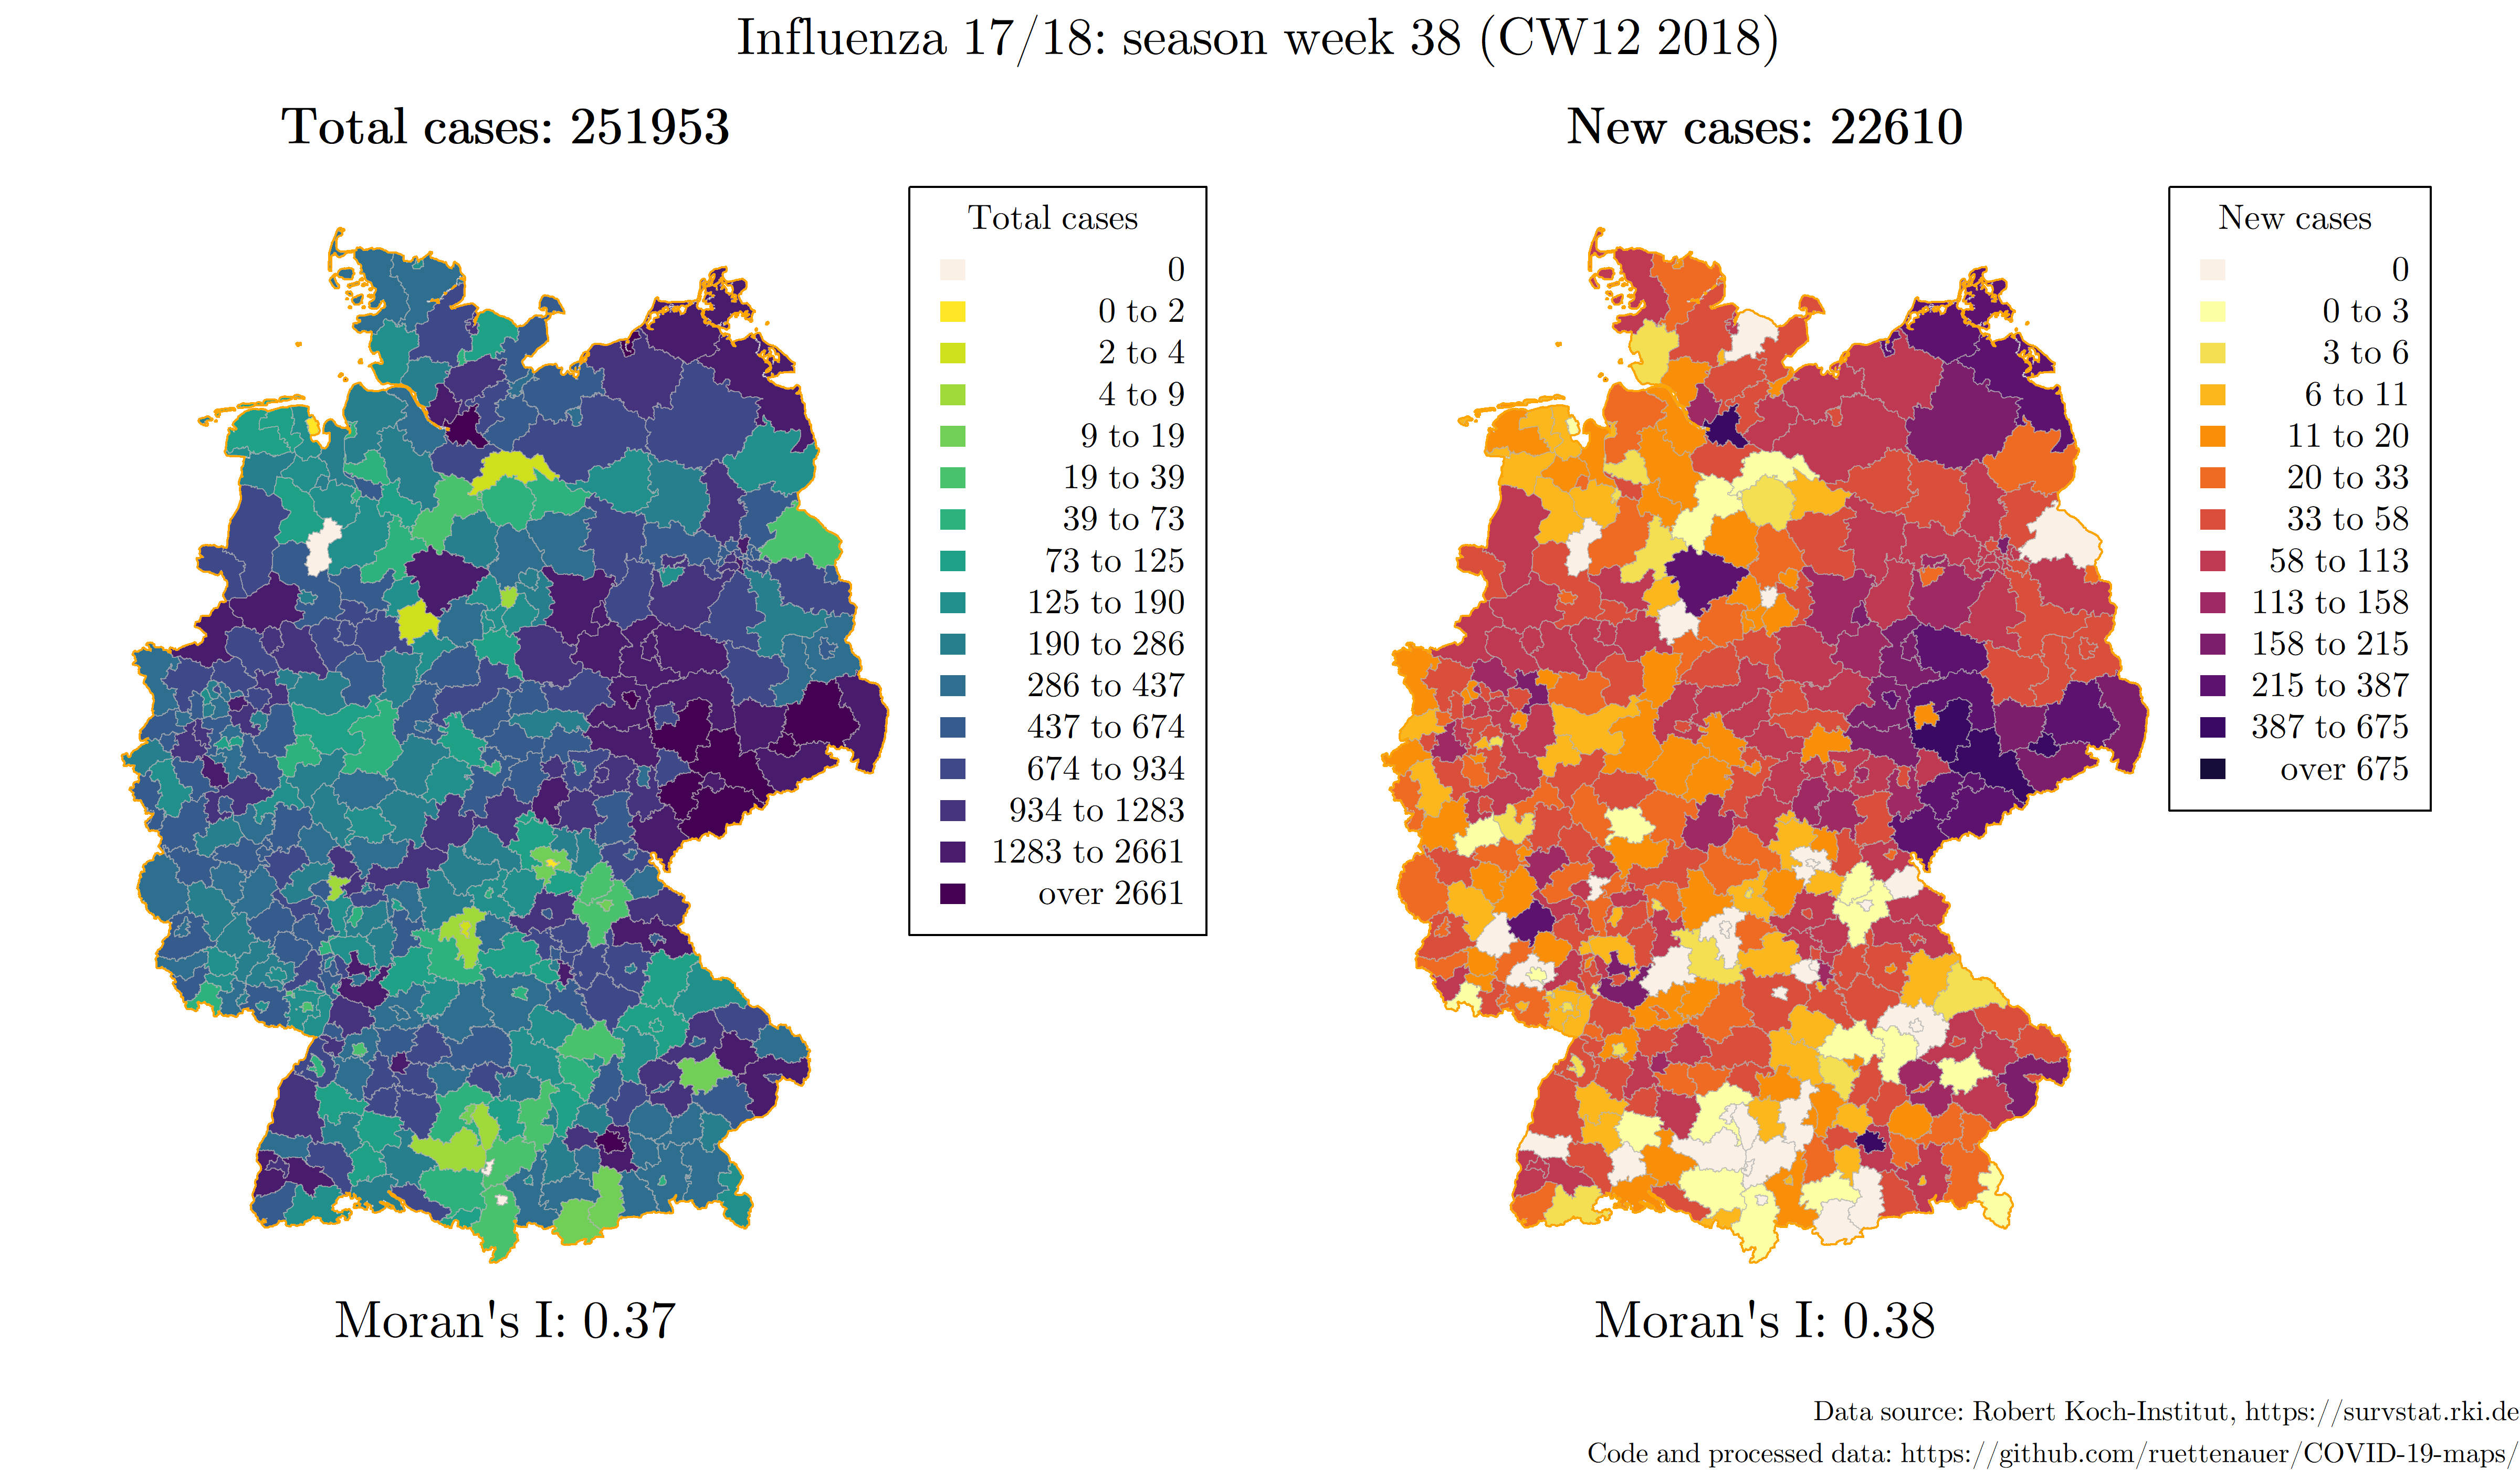 Influenza 17/18: season week 38 (CW12 2018)
Total cases: 251953
Total cases
0
0 to 2
2 to 4
4 to 9
9 to 19
19 to 39
39 to 73
73 to 125
125 to 190
190 to 286
286 to 437
437 to 674
674 to 934
934 to 1283
1283 to 2661
over 2661
Moran's I: 0.37
New cases: 22610
New cases
0
0 to 3
3 to 6
6 to 11
11 to 20
20 to 33
33 to 58
58 to 113
113 to 158
158 to 215
215 to 387
387 to 675
over 675
Moran's I: 0.38
Data source: Robert Koch-Institut, https://survstat.rki.de
Code and processed data: https://github.com/ruettenauer/COVID-19-maps/